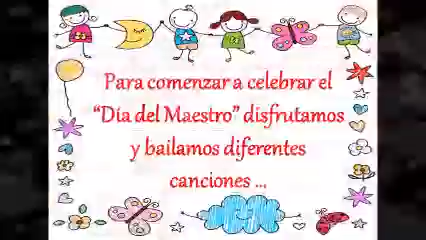 Para comenzar a celebrar el
“Día del Maestro” disfrutamos
y bailamos diferentes
canciones ...